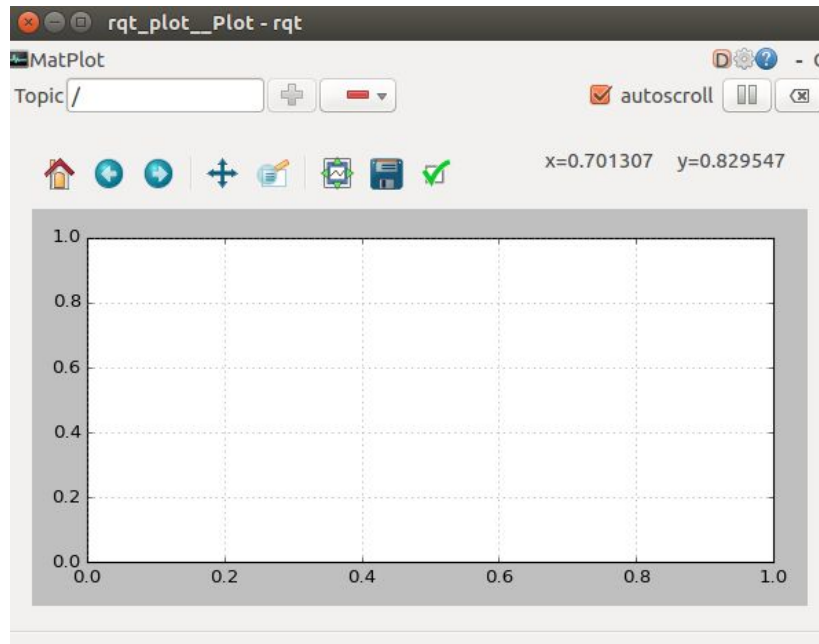 rqt_plot__Plot - rqt
MatPlot D ? -
Topic / autoscroll
x=0.701307 y=0.829547
1.0
0.8
0.6
0.4
0.2
0.0
0.0 0.2 0.4 0.6 0.8 1.0